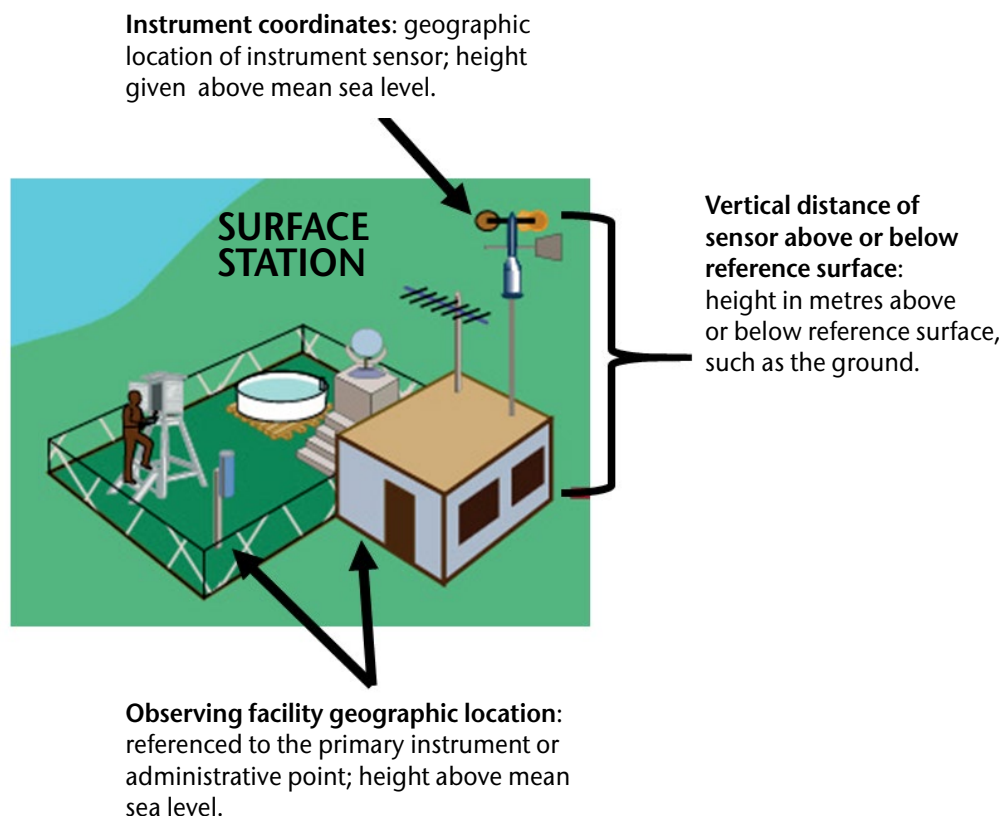 Instrument coordinates: geographic
location of instrument sensor; height
given  above mean sea level.
SURFACE
STATION
Vertical distance of
sensor above or below
reference surface:
height in metres above
or below reference surface,
such as the ground.
Observing facility geographic location:
referenced to the primary instrument or
administrative point; height above mean
sea level.